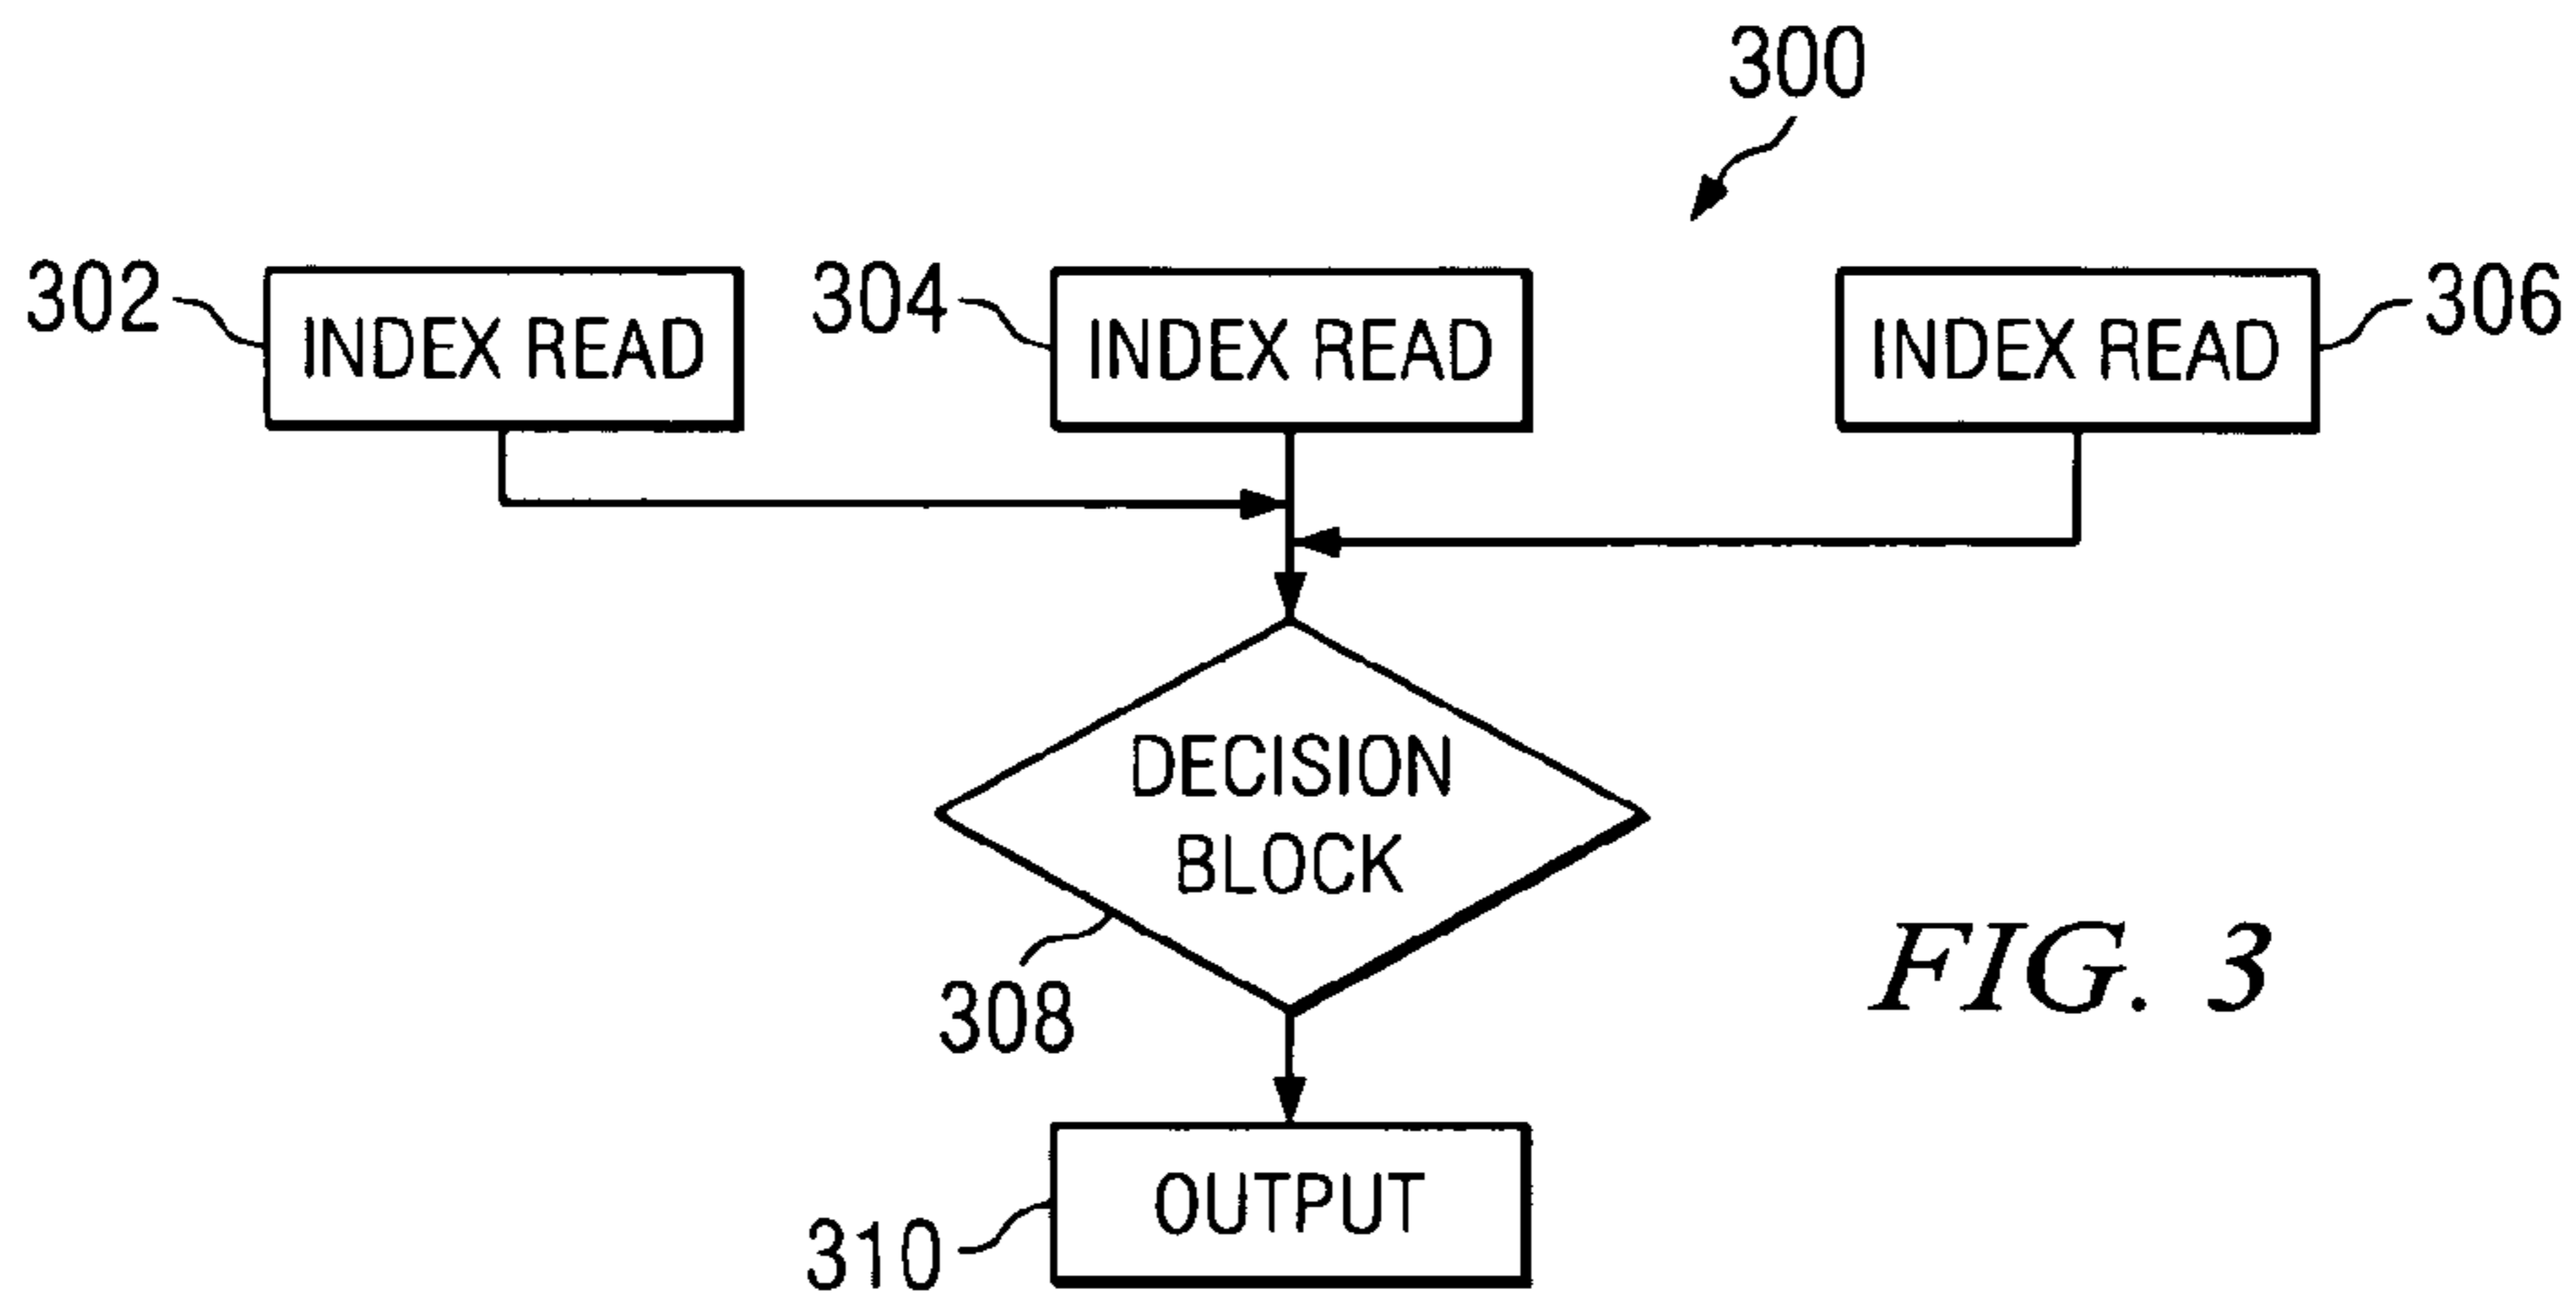 300
302
INDEX READ
304
INDEX READ
INDEX READ
306
DECISION
BLOCK
308
FIG. 3
OUTPUT
310